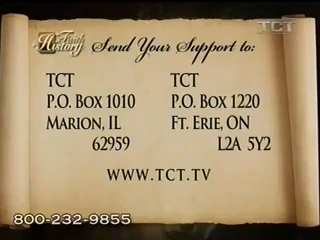 Faith
History
Send Your Support to:
TCT
TCT
P.O. Box 1010
Marion, IL
62959
TCT
P.O. Box 1220
Ft. Erie, ON
L2A 5Y2
www.tct.tv
800-232-9855